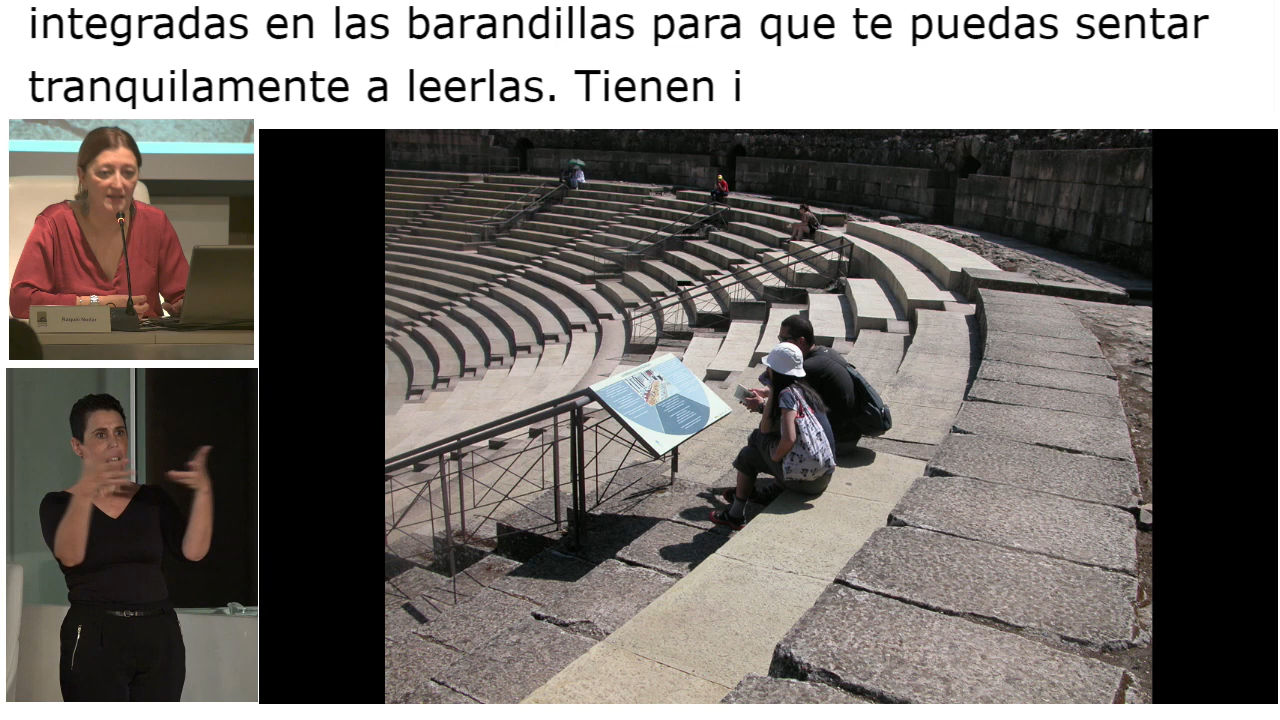 integradas en las barandillas para que te puedas sentar
tranquilamente a leerlas. Tienen i